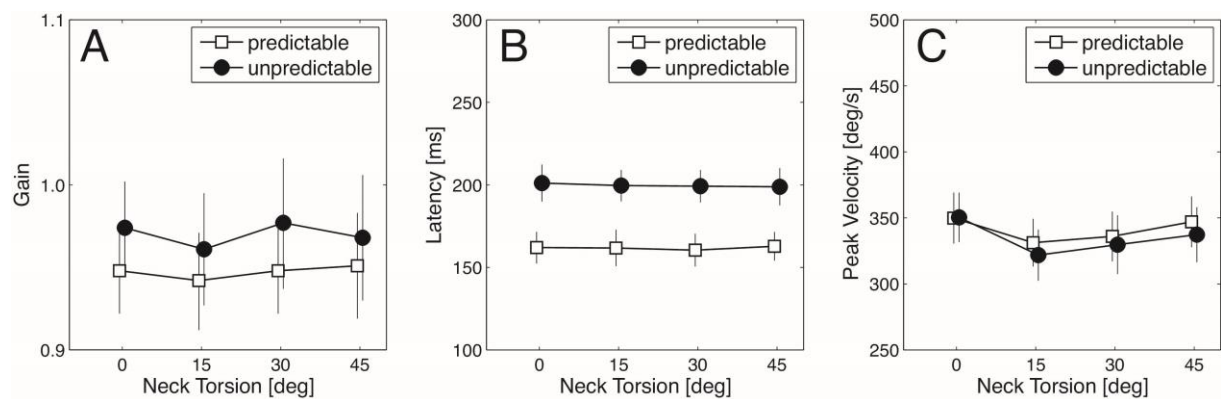 A
predictable
unpredictable
1.1
1.0
0.9
Gain
0 15 30 45
Neck Torsion [deg]
B
predictable
unpredictable
300
250
200
150
100
Latency [ms]
0 15 30 45
Neck Torsion [deg]
C
predictable
unpredictable
500
450
400
350
300
250
Peak Velocity [deg/s]
0 15 30 45
Neck Torsion [deg]